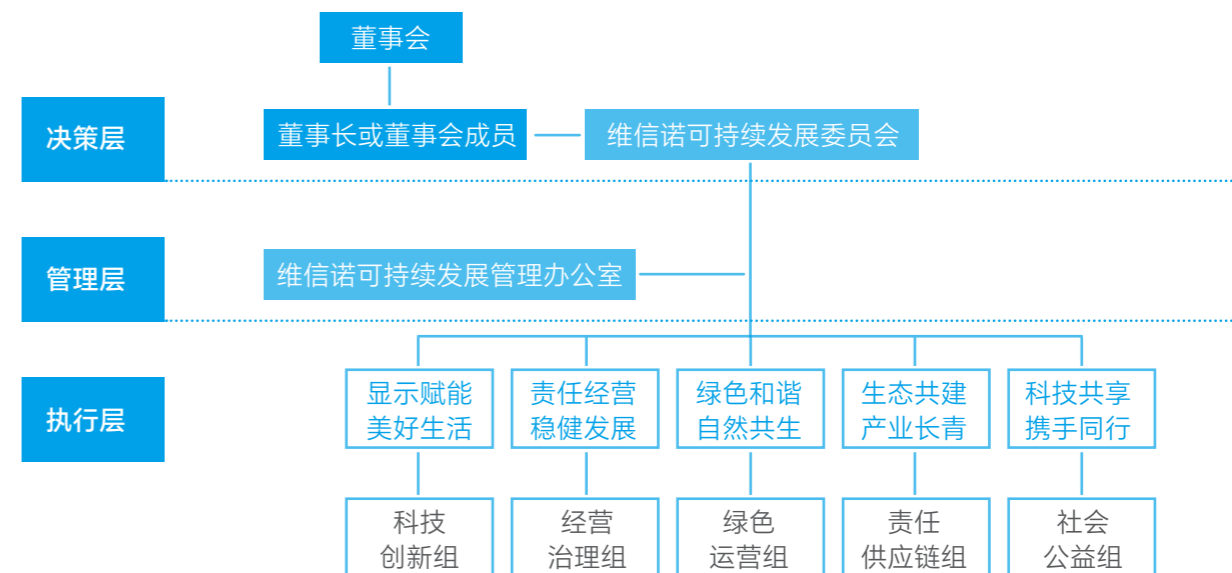 董事会
决策层
董事长或董事会成员
维信诺可持续发展委员会
管理层
维信诺可持续发展管理办公室
执行层
显示赋能
美好生活
责任经营
稳健发展
绿色和谐
自然共生
生态共建
产业长青
科技共享
携手同行
科技
创新组
经营
治理组
绿色
运营组
责任
供应链组
社会
公益组